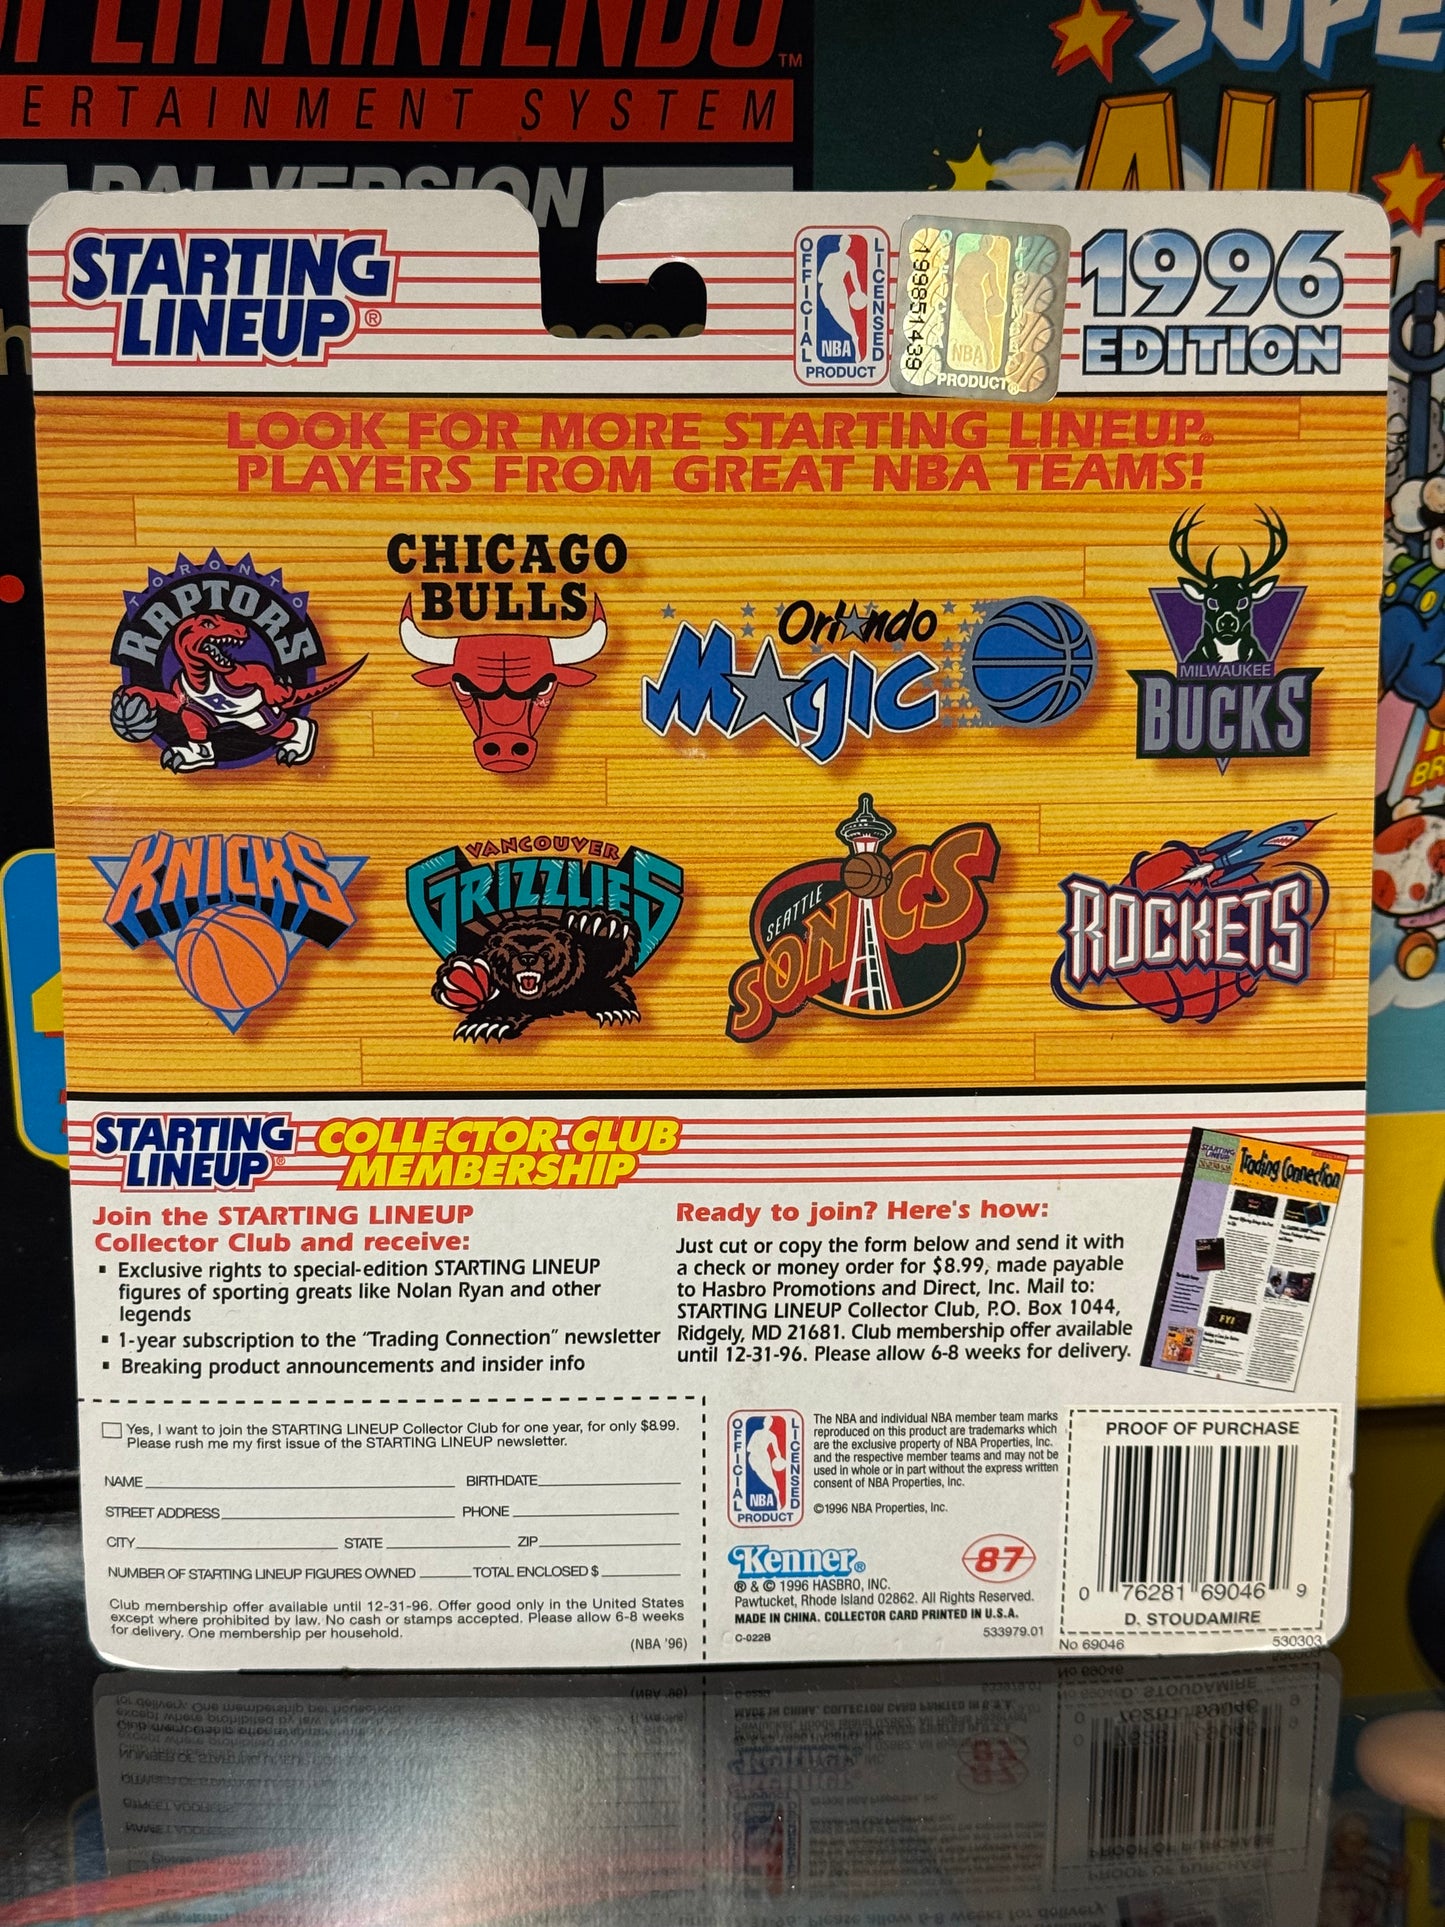 SUPER NINTENDO
TM
ERTAINMENT SYSTEM
PAL VERSION
SUPE
ALL
STARTING
LINEUP®
OFFICIAL LICENSED
NBA
PRODUCT
199851439
NBA
PRODUCT®
1996
EDITION
LOOK FOR MORE STARTING LINEUP®
PLAYERS FROM GREAT NBA TEAMS!
TORONTO
RAPTORS
CHICAGO
BULLS
Orlando
Magic
MILWAUKEE
BUCKS
KNICKS
VANCOUVER
GRIZZLIES
SEATTLE
SONICS
ROCKETS
STARTING
LINEUP®
COLLECTOR CLUB
MEMBERSHIP
Join the STARTING LINEUP
Collector Club and receive:
▪ Exclusive rights to special-edition STARTING LINEUP
figures of sporting greats like Nolan Ryan and other
legends
▪ 1-year subscription to the "Trading Connection" newsletter
▪ Breaking product announcements and insider info
Ready to join? Here's how:
Just cut or copy the form below and send it with
a check or money order for $8.99, made payable
to Hasbro Promotions and Direct, Inc. Mail to:
STARTING LINEUP Collector Club, P.O. Box 1044,
Ridgely, MD 21681. Club membership offer available
until 12-31-96. Please allow 6-8 weeks for delivery.
STARTING
LINEUP
Trading Connection
FYI
Yes, I want to join the STARTING LINEUP Collector Club for one year, for only $8.99.
Please rush me my first issue of the STARTING LINEUP newsletter.
NAME BIRTHDATE
STREET ADDRESS PHONE
CITY STATE ZIP
NUMBER OF STARTING LINEUP FIGURES OWNED TOTAL ENCLOSED $
Club membership offer available until 12-31-96. Offer good only in the United States
except where prohibited by law. No cash or stamps accepted. Please allow 6-8 weeks
for delivery. One membership per household.
(NBA '96)
OFFICIAL LICENSED
NBA
PRODUCT
The NBA and individual NBA member team marks
reproduced on this product are trademarks which
are the exclusive property of NBA Properties, Inc.
and the respective member teams and may not be
used in whole or in part without the express written
consent of NBA Properties, Inc.
©1996 NBA Properties, Inc.
Kenner®
87
® & © 1996 HASBRO, INC.
Pawtucket, Rhode Island 02862. All Rights Reserved.
MADE IN CHINA. COLLECTOR CARD PRINTED IN U.S.A.
C-022B
533979.01
PROOF OF PURCHASE
0 76281 69046 9
D. STOUDAMIRE
No 69046
530303